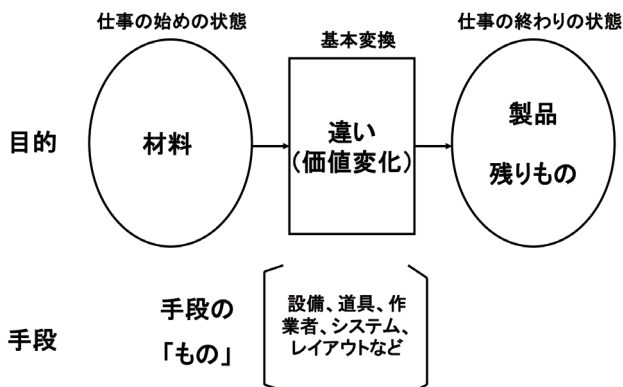 仕事の始めの状態
基本変換
仕事の終わりの状態
目的
材料
違い
(価値変化)
製品
残りもの
手段
手段の
「もの」
設備、道具、作
業者、システム、
レイアウトなど